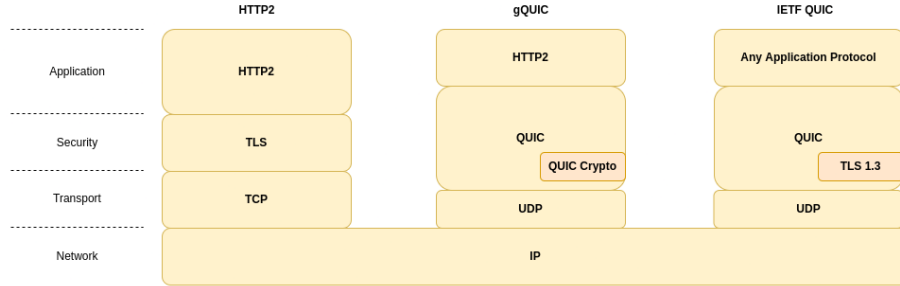 HTTP2 gQUIC IETF QUIC
Application HTTP2 HTTP2 Any Application Protocol
Security TLS QUIC QUIC
QUIC Crypto TLS 1.3
Transport TCP UDP UDP
Network IP